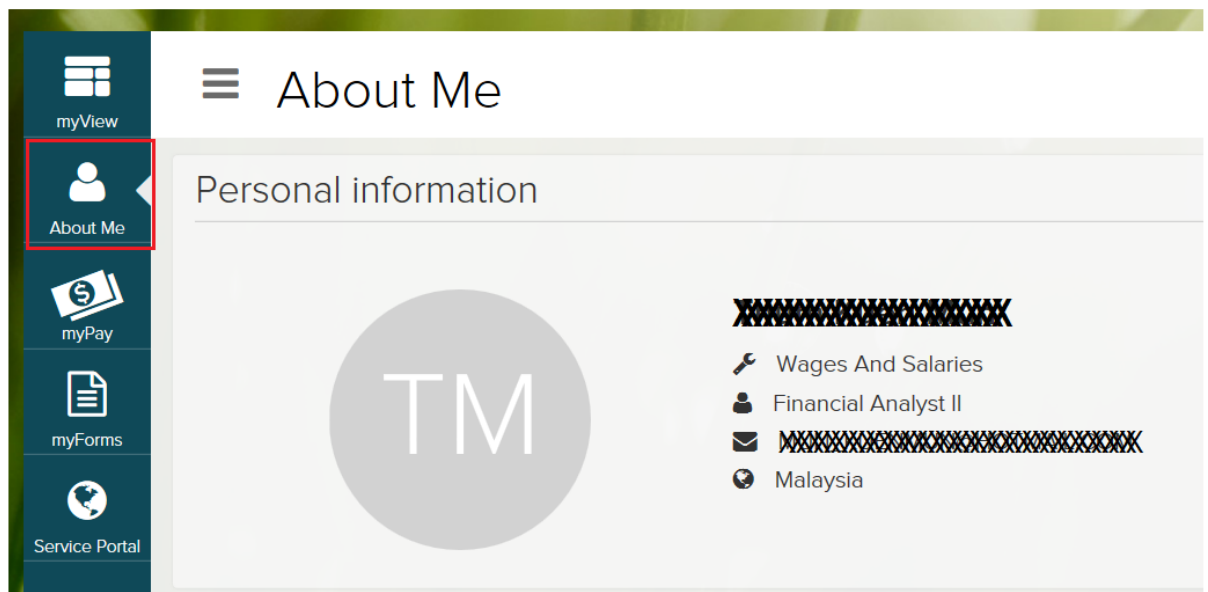 myView
About Me
About Me
myPay
myForms
Service Portal
Personal information
TM
Wages And Salaries
Financial Analyst II
Malaysia